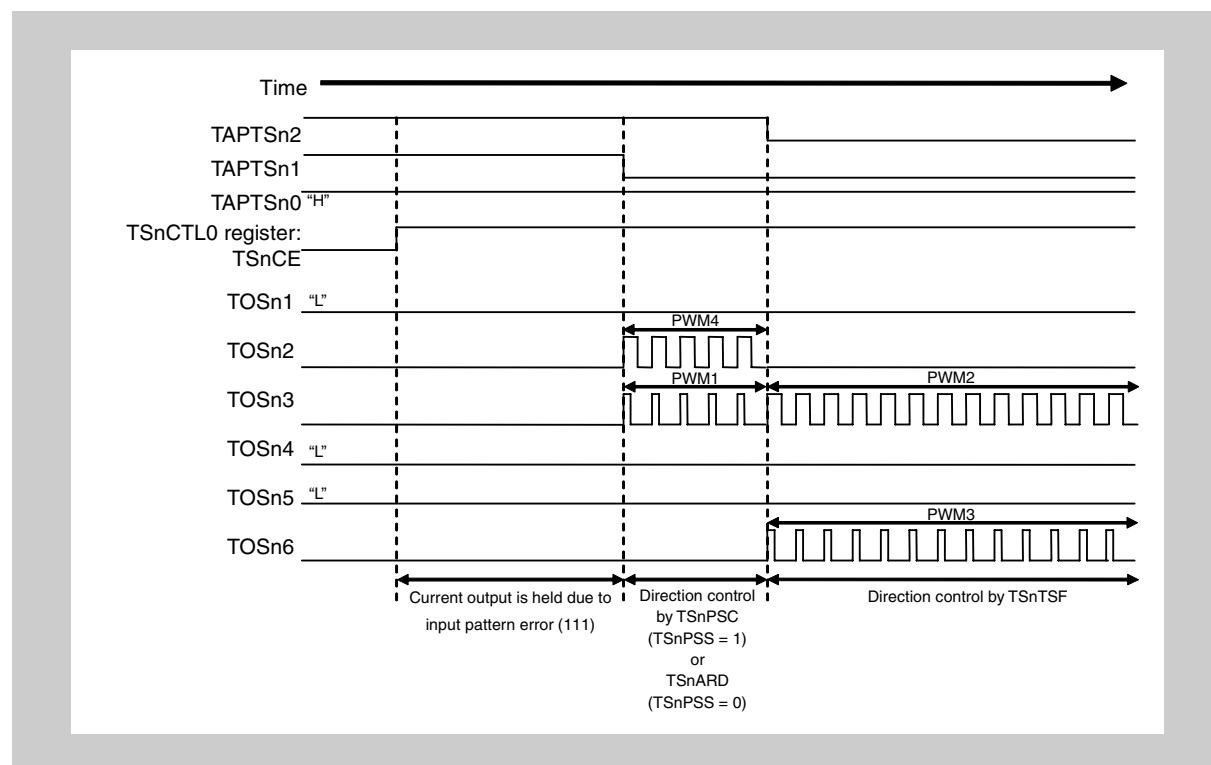 Time
TAPTSn2
TAPTSn1
TAPTSn0 “H”
TSnCTL0 register:
TSnCE
TOSn1 “L”
PWM4
TOSn2
PWM1 PWM2
TOSn3
TOSn4 “L”
TOSn5 “L”
PWM3
TOSn6
Current output is held due to
input pattern error (111)
Direction control
by TSnPSC
(TSnPSS = 1)
or
TSnARD
(TSnPSS = 0)
Direction control by TSnTSF